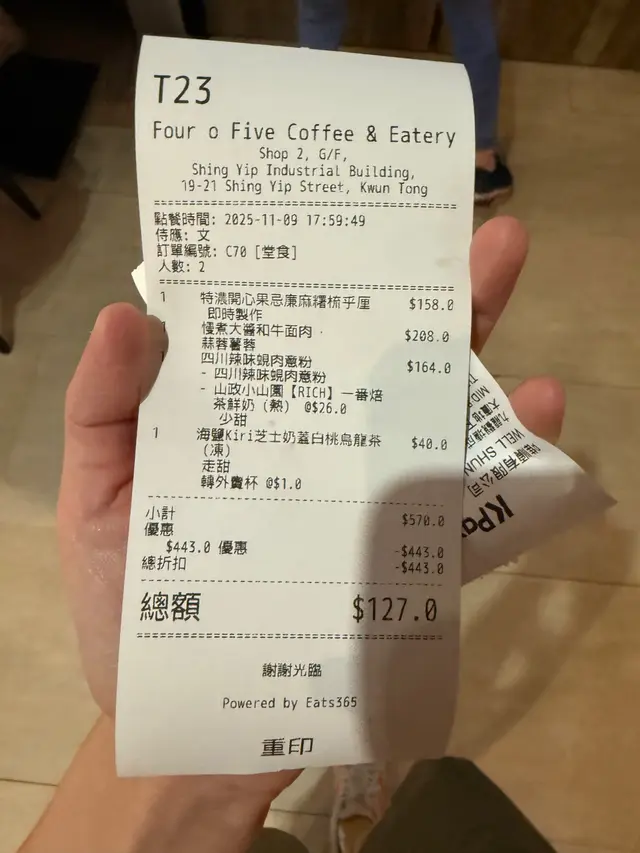 T23
Four o Five Coffee & Eatery
Shop 2, G/F,
Shing Yip Industrial Building,
19-21 Shing Yip Street, Kwun Tong
點餐時間: 2025-11-09 17:59:49
侍應: 文
訂單編號: C70 [堂食]
人數: 2
1 特濃開心果忌廉麻糬梳乎厘 $158.0
即時製作
慢煮大醬和牛面肉 $208.0
蒜蓉薯蓉
四川辣味蜆肉意粉 $164.0
- 四川辣味蜆肉意粉
- 山政小山園【RICH】一番焙
茶鮮奶（熱） @$26.0
少甜
1 海鹽Kiri芝士奶蓋白桃烏龍茶 $40.0
（凍）
走甜
轉外賣杯 @$1.0
小計 $570.0
優惠
$443.0 優惠 -$443.0
總折扣 -$443.0
總額 $127.0
謝謝光臨
Powered by Eats365
重印
KPa
有限公司
WELL SHUN
MID